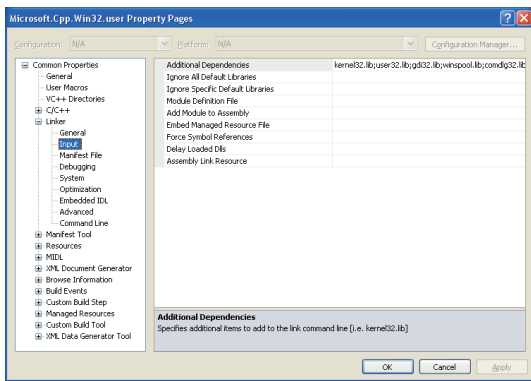 Microsoft.Cpp.Win32.user Property Pages
Configuration: N/A Platform: N/A Configuration Manager...
Common Properties
General
User Macros
VC++ Directories
C/C++
Linker
General
Input
Manifest File
Debugging
System
Optimization
Embedded IDL
Advanced
Command Line
Manifest Tool
Resources
MIDL
XML Document Generator
Browse Information
Build Events
Custom Build Step
Managed Resources
Custom Build Tool
XML Data Generator Tool
Additional Dependencies kernel32.lib;user32.lib;gdi32.lib;winspool.lib;comdlg32.lib
Ignore All Default Libraries
Ignore Specific Default Libraries
Module Definition File
Add Module to Assembly
Embed Managed Resource File
Force Symbol References
Delay Loaded Dlls
Assembly Link Resource
Additional Dependencies
Specifies additional items to add to the link command line [i.e. kernel32.lib]
OK Cancel Apply